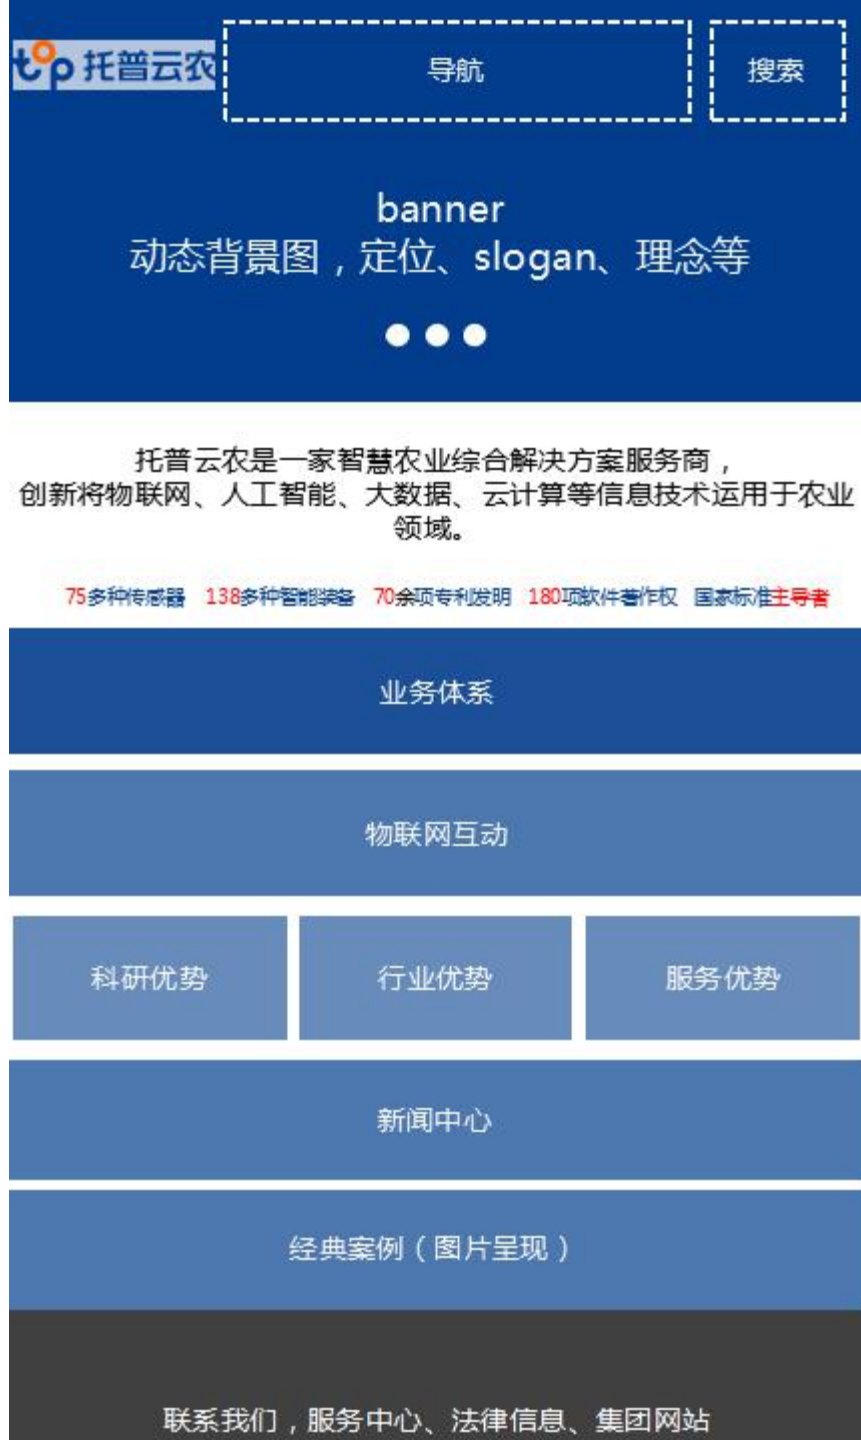 top 托普云农
导航
搜索
banner
动态背景图，定位、slogan、理念等
托普云农是一家智慧农业综合解决方案服务商，
创新将物联网、人工智能、大数据、云计算等信息技术运用于农业
领域。
75多种传感器 138多种智能装备 70余项专利发明 180项软件著作权 国家标准主导者
业务体系
物联网互动
科研优势 行业优势 服务优势
新闻中心
经典案例（图片呈现）
联系我们，服务中心、法律信息、集团网站